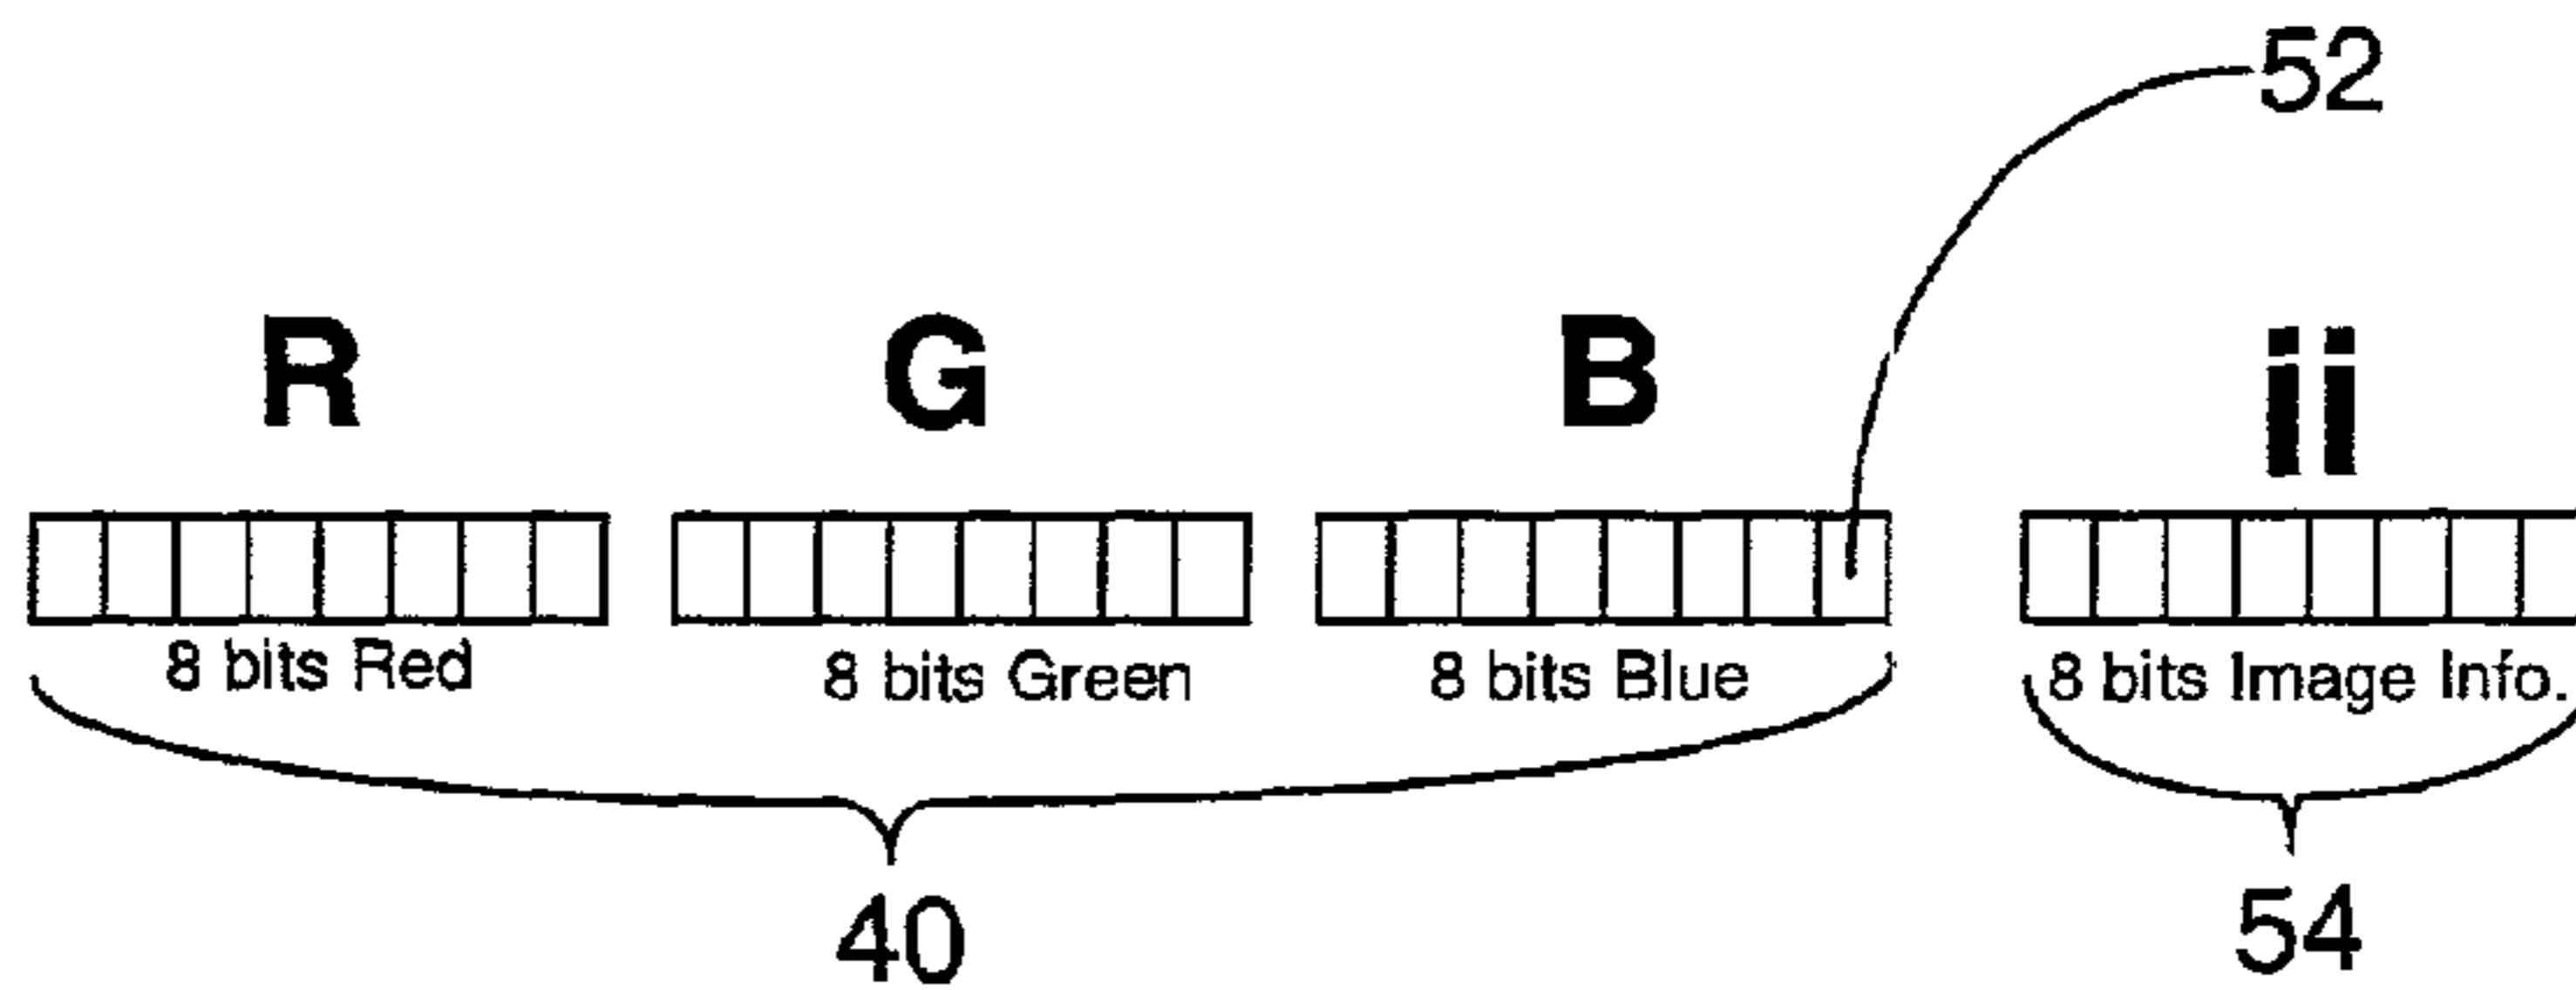 52
R G B ii
8 bits Red 8 bits Green 8 bits Blue 8 bits Image Info.
40 54